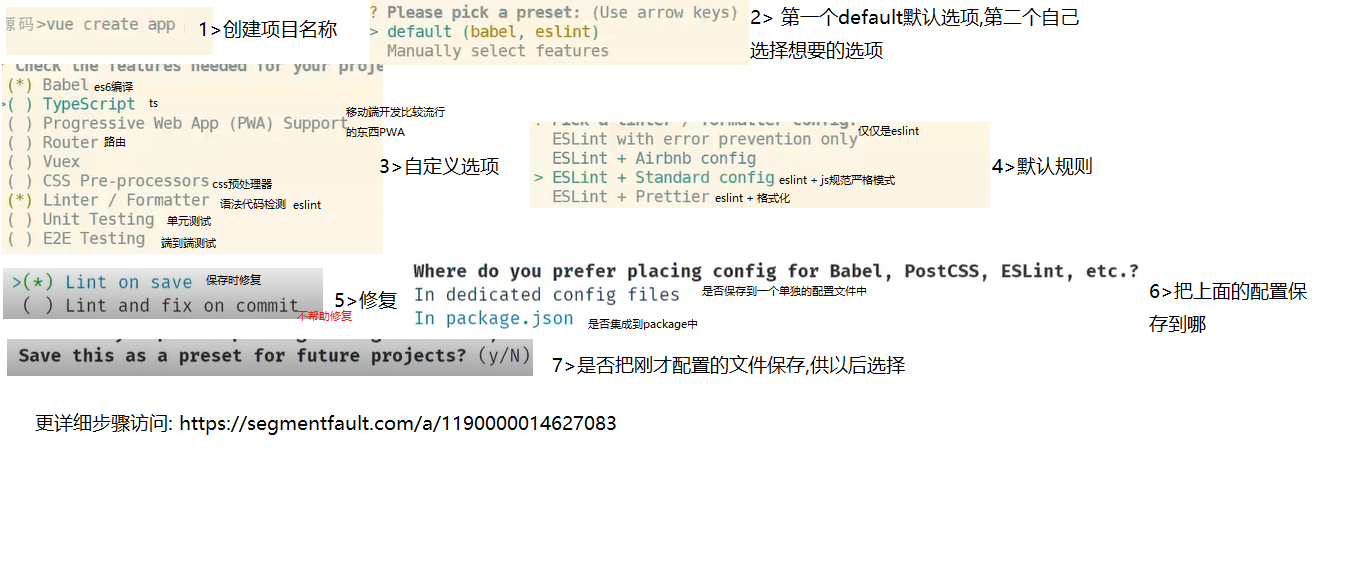 源码>vue create app
1>创建项目名称
? Please pick a preset: (Use arrow keys)
> default (babel, eslint)
Manually select features
2> 第一个default默认选项,第二个自己
选择想要的选项
? Check the features needed for your proje
(*) Babel es6编译
>( ) TypeScript ts
( ) Progressive Web App (PWA) Support
移动端开发比较流行
的东西PWA
( ) Router 路由
( ) Vuex
( ) CSS Pre-processors css预处理器
(*) Linter / Formatter 语法代码检测 eslint
( ) Unit Testing 单元测试
( ) E2E Testing 端到端测试
3>自定义选项
? Pick a linter / formatter config:
ESLint with error prevention only 仅仅是eslint
ESLint + Airbnb config
> ESLint + Standard config eslint + js规范严格模式
ESLint + Prettier eslint + 格式化
4>默认规则
>(*) Lint on save 保存时修复
( ) Lint and fix on commit
不帮助修复
5>修复
Where do you prefer placing config for Babel, PostCSS, ESLint, etc.?
In dedicated config files 是否保存到一个单独的配置文件中
In package.json 是否集成到package中
6>把上面的配置保
存到哪
Save this as a preset for future projects? (y/N)
7>是否把刚才配置的文件保存,供以后选择
更详细步骤访问: https://segmentfault.com/a/1190000014627083